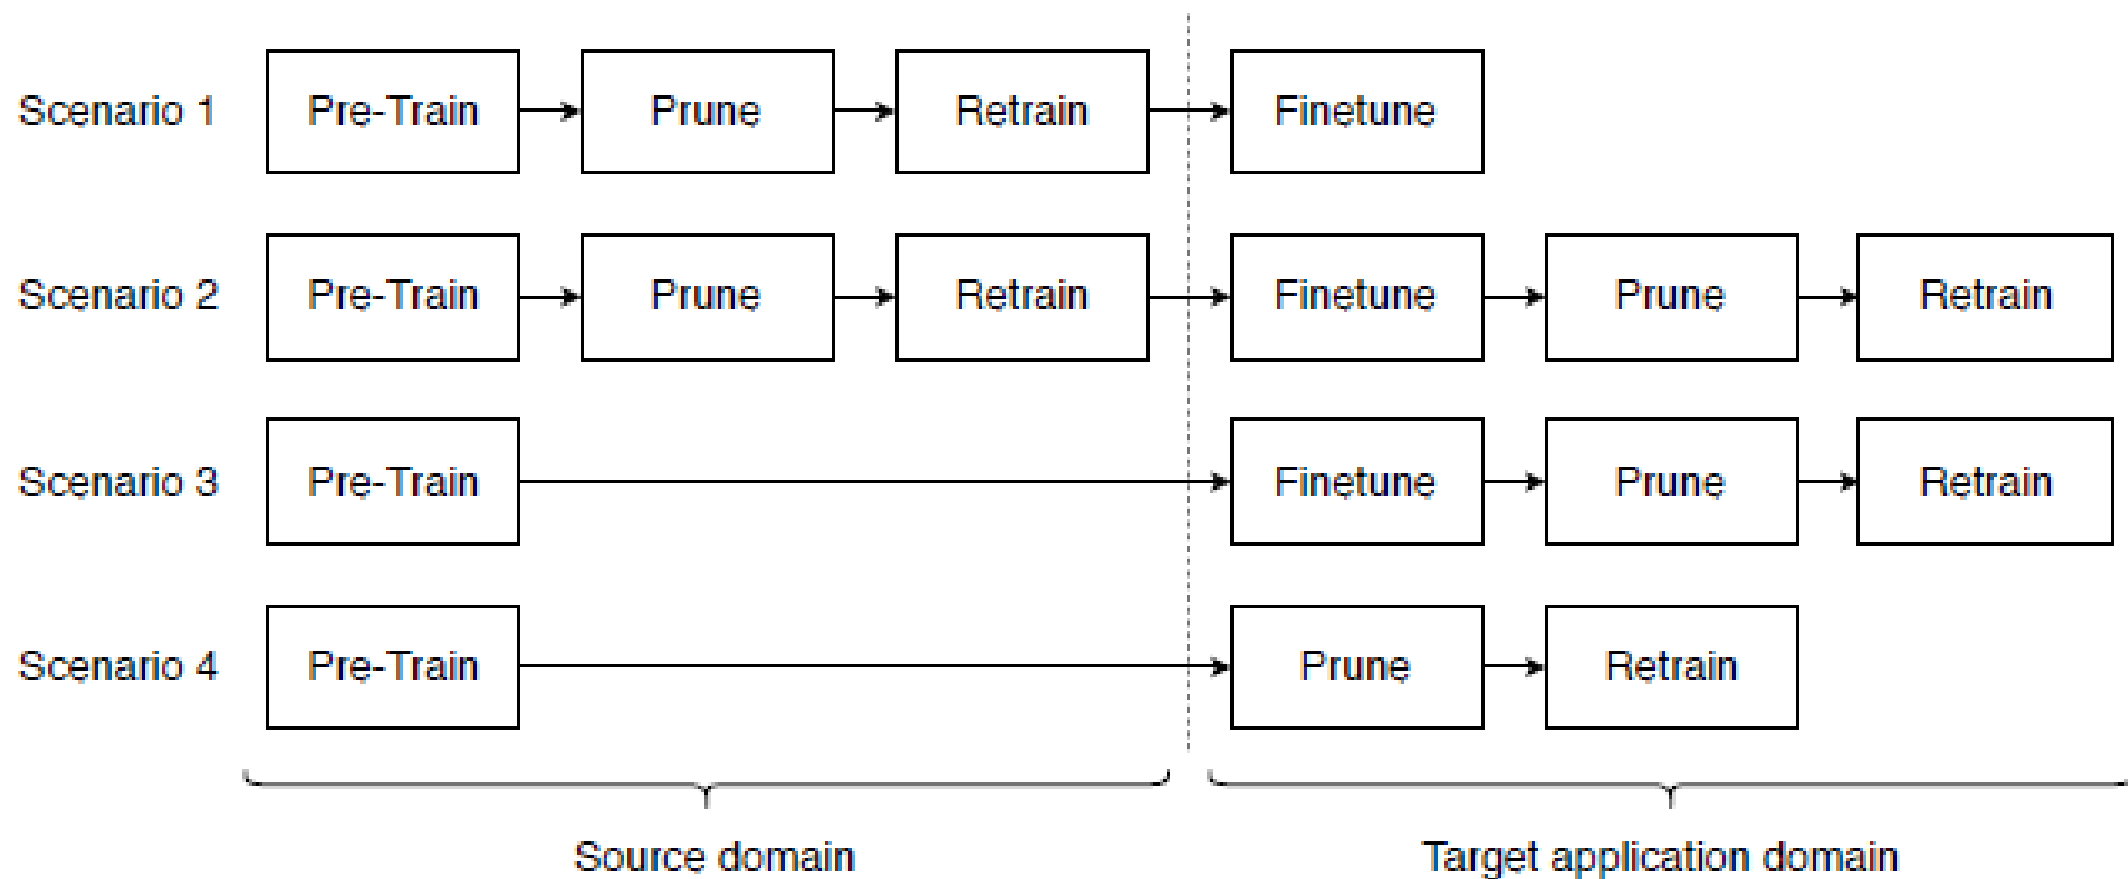 Scenario 1 Pre-Train Prune Retrain Finetune
Scenario 2 Pre-Train Prune Retrain Finetune Prune Retrain
Scenario 3 Pre-Train Finetune Prune Retrain
Scenario 4 Pre-Train Prune Retrain
Source domain Target application domain